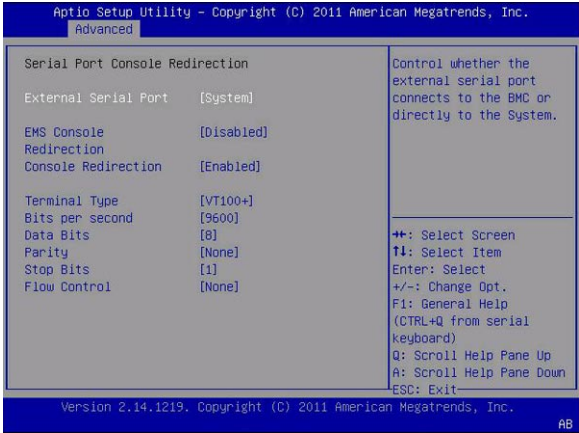 Aptio Setup Utility – Copyright (C) 2011 American Megatrends, Inc.
Advanced
Serial Port Console Redirection
External Serial Port [System]
EMS Console [Disabled]
Redirection
Console Redirection [Enabled]
Terminal Type [VT100+]
Bits per second [9600]
Data Bits [8]
Parity [None]
Stop Bits [1]
Flow Control [None]
Control whether the
external serial port
connects to the BMC or
directly to the System.
→←: Select Screen
↑↓: Select Item
Enter: Select
+/-: Change Opt.
F1: General Help
(CTRL+Q from serial
keyboard)
Q: Scroll Help Pane Up
A: Scroll Help Pane Down
ESC: Exit
Version 2.14.1219. Copyright (C) 2011 American Megatrends, Inc.
AB